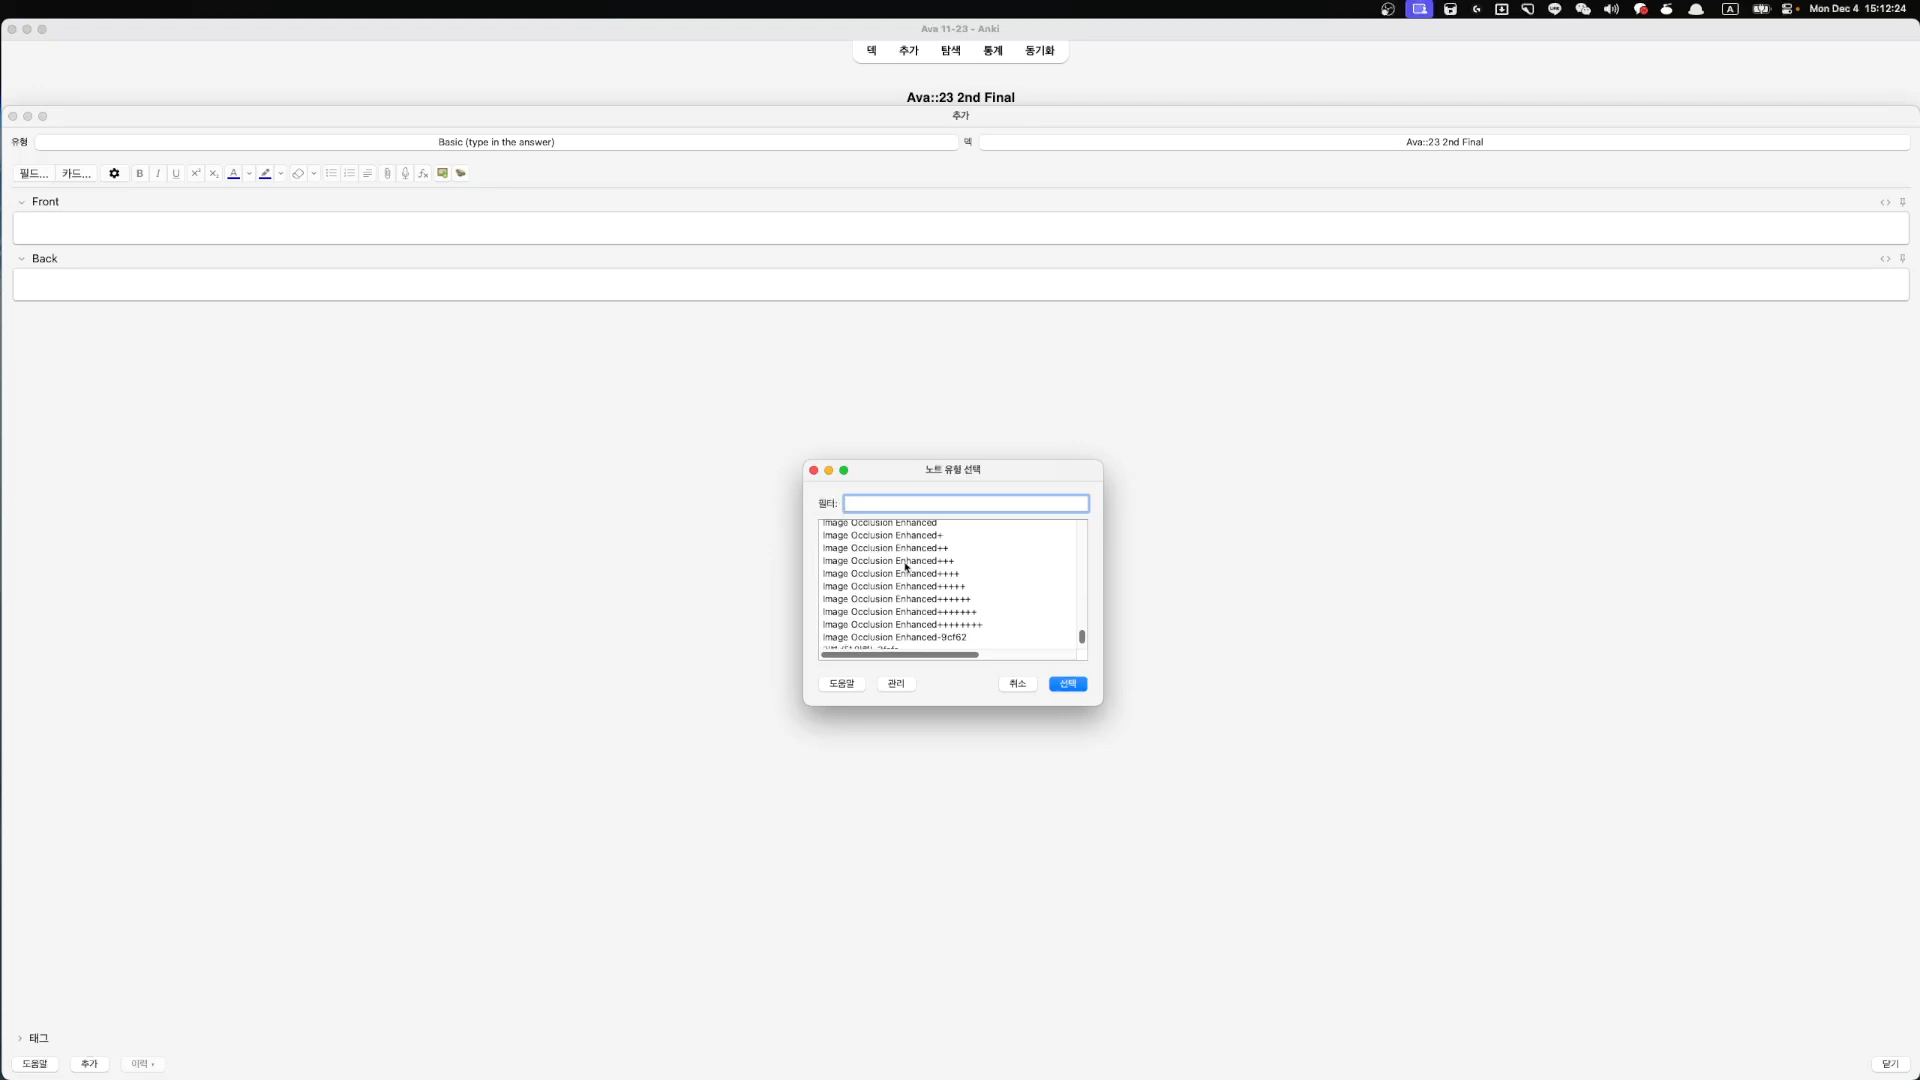 Mon Dec 4 15:12:24
Ava 11-23 - Anki
덱 추가 탐색 통계 동기화
Ava::23 2nd Final
추가
유형 Basic (type in the answer) 덱 Ava::23 2nd Final
필드... 카드... B I U x² x₂ A fx
Front
Back
노트 유형 선택
필터:
Image Occlusion Enhanced
Image Occlusion Enhanced+
Image Occlusion Enhanced++
Image Occlusion Enhanced+++
Image Occlusion Enhanced++++
Image Occlusion Enhanced+++++
Image Occlusion Enhanced++++++
Image Occlusion Enhanced+++++++
Image Occlusion Enhanced++++++++
Image Occlusion Enhanced-9cf62
도움말 관리 취소 선택
태그
도움말 추가 이력 닫기